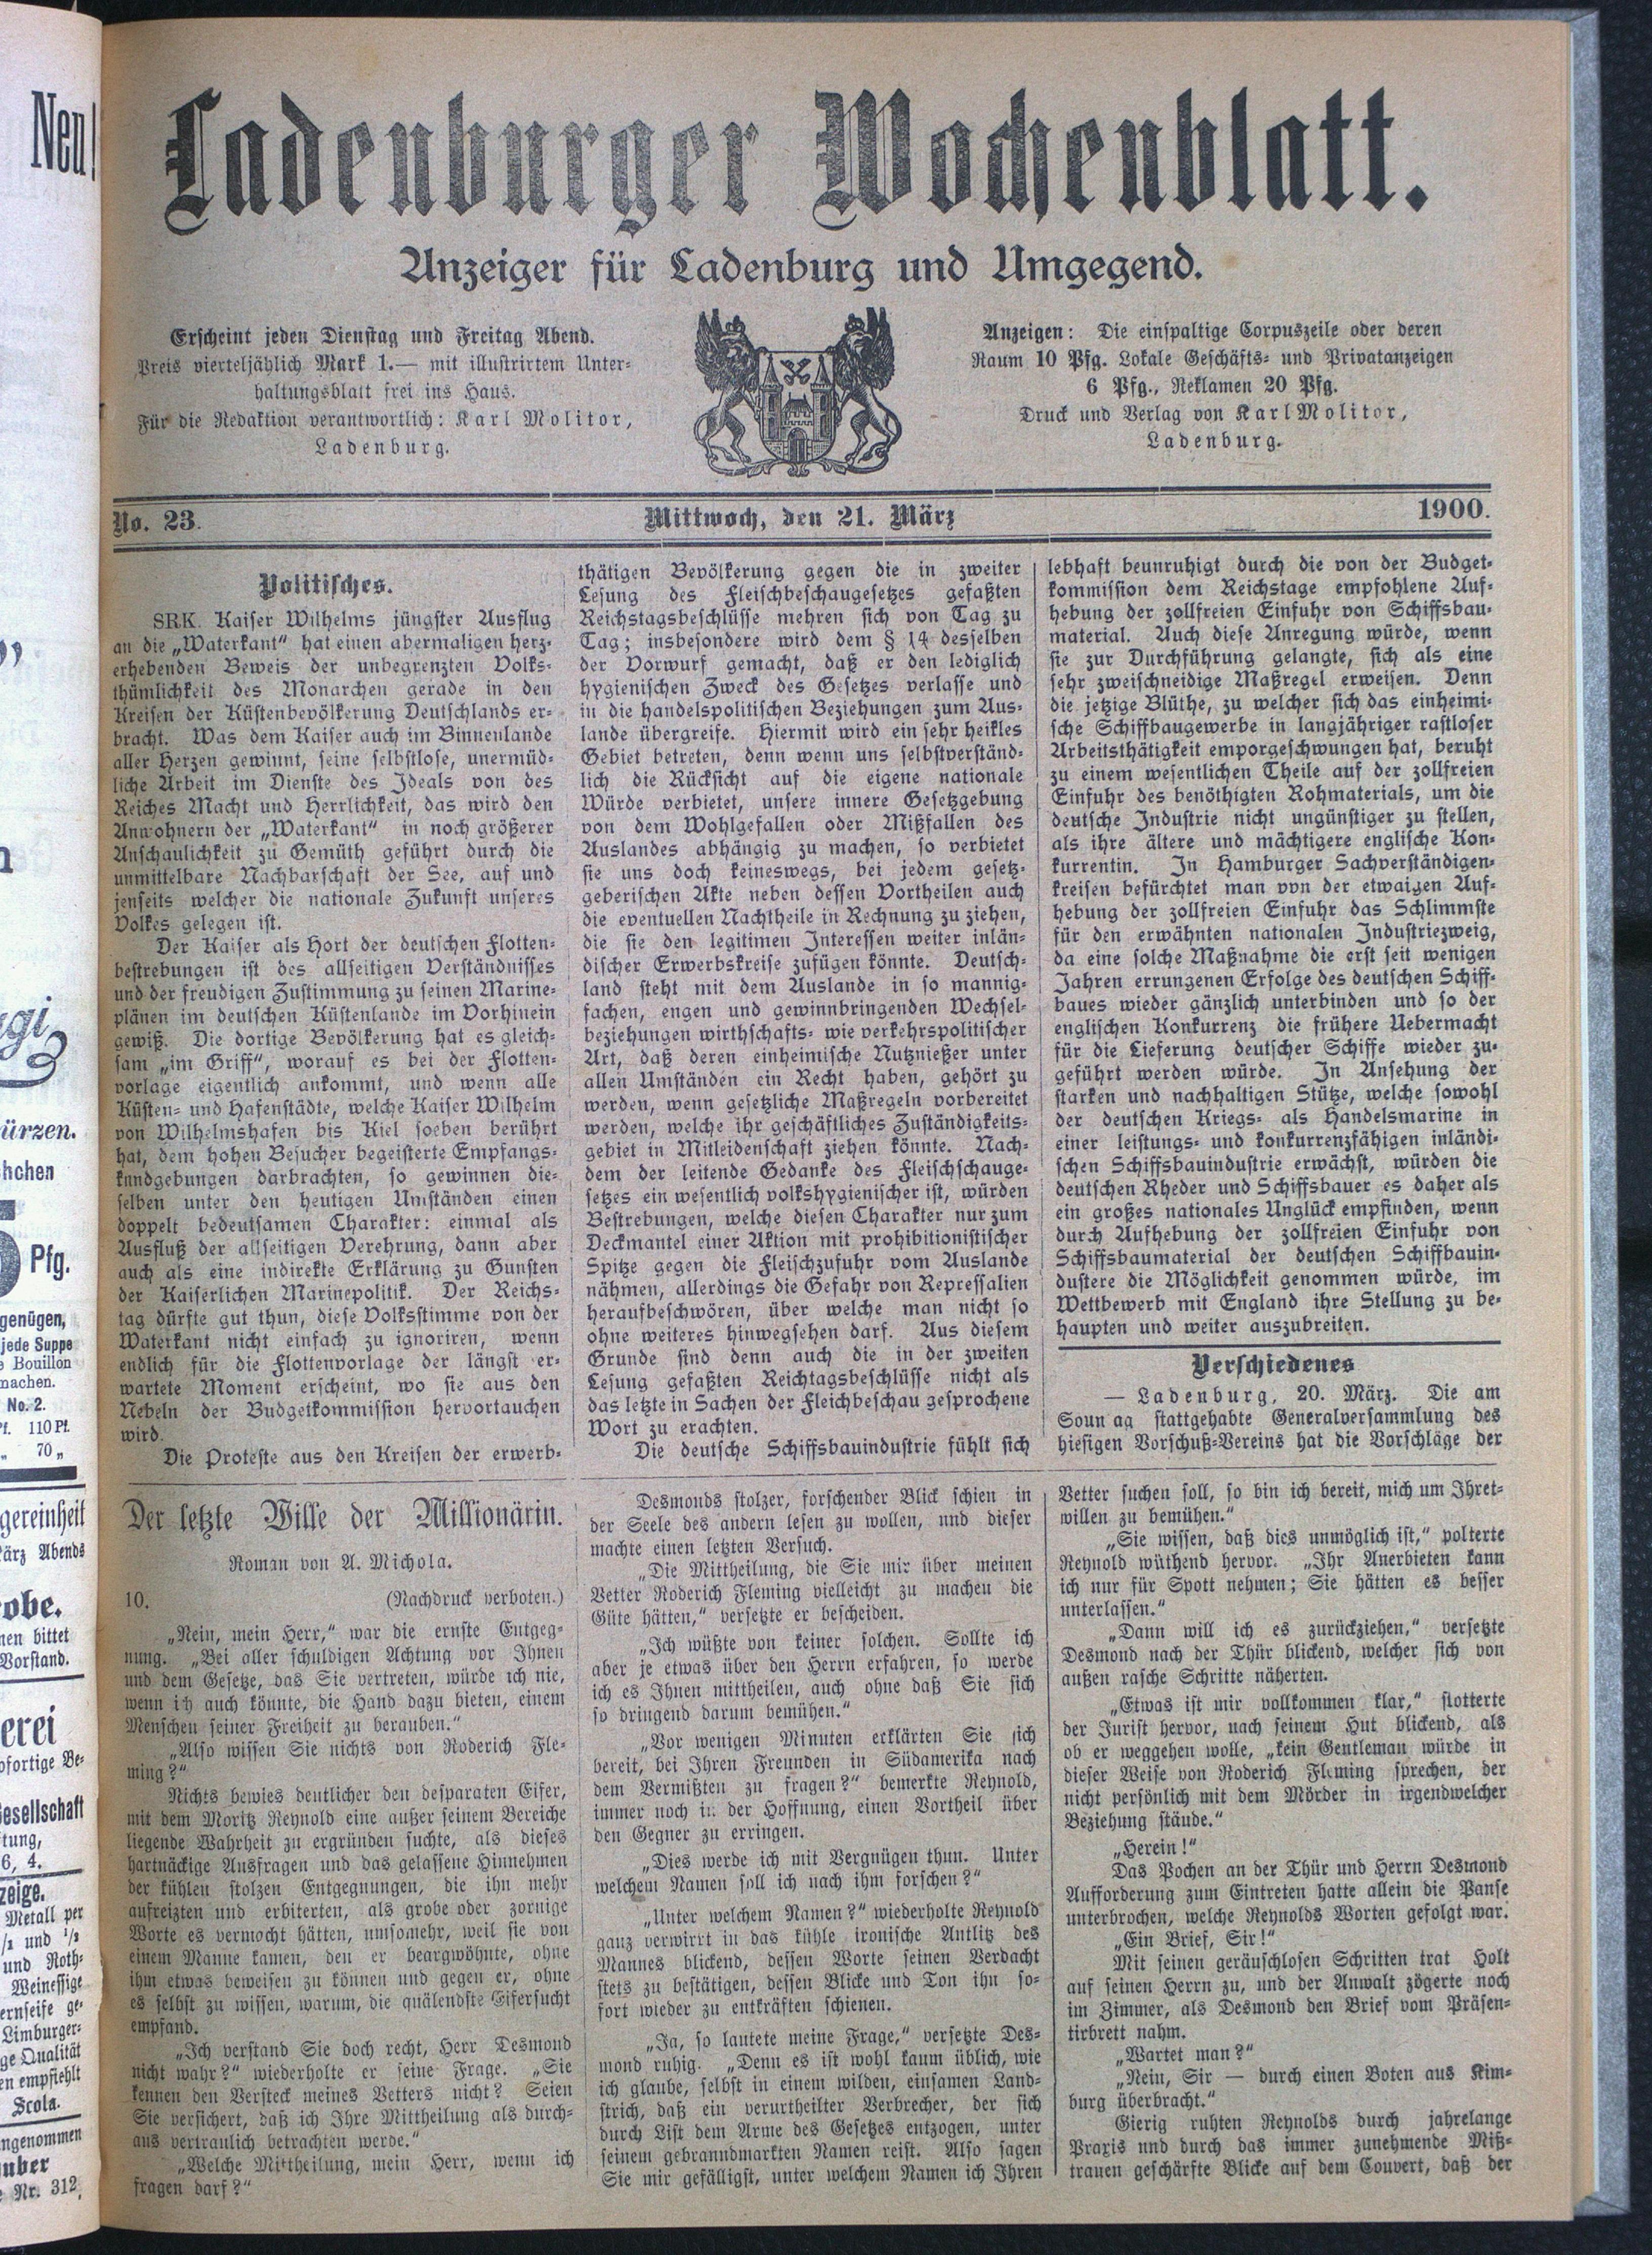 Neu!
Ladenburger Wochenblatt.
Anzeiger für Ladenburg und Umgegend.
Erscheint jeden Dienstag und Freitag Abend.
Preis vierteljählich Mark 1.— mit illustrirtem Unter-
haltungsblatt frei ins Haus.
Für die Redaktion verantwortlich: Karl Molitor,
Ladenburg.
Anzeigen: Die einspaltige Corpuszeile oder deren
Raum 10 Pfg. Lokale Geschäfts- und Privatanzeigen
6 Pfg., Reklamen 20 Pfg.
Druck und Verlag von Karl Molitor,
Ladenburg.
No. 23. Mittwoch, den 21. März 1900.
Politisches.
SRK. Kaiser Wilhelms jüngster Ausflug
an die „Waterkant“ hat einen abermaligen herz-
erhebenden Beweis der unbegrenzten Volks-
thümlichkeit des Monarchen gerade in den
Kreisen der Küstenbevölkerung Deutschlands er-
bracht. Was dem Kaiser auch im Binnenlande
aller Herzen gewinnt, seine selbstlose, unermüd-
liche Arbeit im Dienste des Ideals von des
Reiches Macht und Herrlichkeit, das wird den
Anwohnern der „Waterkant“ in noch größerer
Anschaulichkeit zu Gemüth geführt durch die
unmittelbare Nachbarschaft der See, auf und
jenseits welcher die nationale Zukunft unseres
Volkes gelegen ist.
Der Kaiser als Hort der deutschen Flotten-
bestrebungen ist des allseitigen Verständnisses
und der freudigen Zustimmung zu seinen Marine-
plänen im deutschen Küstenlande im Vorhinein
gewiß. Die dortige Bevölkerung hat es gleich-
sam „im Griff“, worauf es bei der Flotten-
vorlage eigentlich ankommt, und wenn alle
Küsten- und Hafenstädte, welche Kaiser Wilhelm
von Wilhelmshafen bis Kiel soeben berührt
hat, dem hohen Besucher begeisterte Empfangs-
kundgebungen darbrachten, so gewinnen die-
selben unter den heutigen Umständen einen
doppelt bedeutsamen Charakter: einmal als
Ausfluß der allseitigen Verehrung, dann aber
auch als eine indirekte Erklärung zu Gunsten
der Kaiserlichen Marinepolitik. Der Reichs-
tag dürfte gut thun, diese Volksstimme von der
Waterkant nicht einfach zu ignoriren, wenn
endlich für die Flottenvorlage der längst er-
wartete Moment erscheint, wo sie aus den
Nebeln der Budgetkommission hervortauchen
wird.
Die Proteste aus den Kreisen der erwerb-
thätigen Bevölkerung gegen die in zweiter
Lesung des Fleischbeschaugesetzes gefaßten
Reichstagsbeschlüsse mehren sich von Tag zu
Tag; insbesondere wird dem § 14 desselben
der Vorwurf gemacht, daß er den lediglich
hygienischen Zweck des Gesetzes verlasse und
in die handelspolitischen Beziehungen zum Aus-
lande übergreife. Hiermit wird ein sehr heikles
Gebiet betreten, denn wenn uns selbstverständ-
lich die Rücksicht auf die eigene nationale
Würde verbietet, unsere innere Gesetzgebung
von dem Wohlgefallen oder Mißfallen des
Auslandes abhängig zu machen, so verbietet
sie uns doch keineswegs, bei jedem gesetz-
geberischen Akte neben dessen Vortheilen auch
die eventuellen Nachtheile in Rechnung zu ziehen,
die sie den legitimen Interessen weiter inlän-
discher Erwerbskreise zufügen könnte. Deutsch-
land steht mit dem Auslande in so mannig-
fachen, engen und gewinnbringenden Wechsel-
beziehungen wirthschafts- wie verkehrspolitischer
Art, daß deren einheimische Nutznießer unter
allen Umständen ein Recht haben, gehört zu
werden, wenn gesetzliche Maßregeln vorbereitet
werden, welche ihr geschäftliches Zuständigkeits-
gebiet in Mitleidenschaft ziehen könnte. Nach-
dem der leitende Gedanke des Fleischschauge-
setzes ein wesentlich volkshygienischer ist, würden
Bestrebungen, welche diesen Charakter nur zum
Deckmantel einer Aktion mit prohibitionistischer
Spitze gegen die Fleischzufuhr vom Auslande
nähmen, allerdings die Gefahr von Repressalien
heraufbeschwören, über welche man nicht so
ohne weiteres hinwegsehen darf. Aus diesem
Grunde sind denn auch die in der zweiten
Lesung gefaßten Reichtagsbeschlüsse nicht als
das letzte in Sachen der Fleichbeschau gesprochene
Wort zu erachten.
Die deutsche Schiffsbauindustrie fühlt sich
lebhaft beunruhigt durch die von der Budget-
kommission dem Reichstage empfohlene Auf-
hebung der zollfreien Einfuhr von Schiffsbau-
material. Auch diese Anregung würde, wenn
sie zur Durchführung gelangte, sich als eine
sehr zweischneidige Maßregel erweisen. Denn
die jetzige Blüthe, zu welcher sich das einheimi-
sche Schiffbaugewerbe in langjähriger rastloser
Arbeitsthätigkeit emporgeschwungen hat, beruht
zu einem wesentlichen Theile auf der zollfreien
Einfuhr des benöthigten Rohmaterials, um die
deutsche Industrie nicht ungünstiger zu stellen,
als ihre ältere und mächtigere englische Kon-
kurrentin. In Hamburger Sachverständigen-
kreisen befürchtet man von der etwaigen Auf-
hebung der zollfreien Einfuhr das Schlimmste
für den erwähnten nationalen Industriezweig,
da eine solche Maßnahme die erst seit wenigen
Jahren errungenen Erfolge des deutschen Schiff-
baues wieder gänzlich unterbinden und so der
englischen Konkurrenz die frühere Uebermacht
für die Lieferung deutscher Schiffe wieder zu-
geführt werden würde. In Ansehung der
starken und nachhaltigen Stütze, welche sowohl
der deutschen Kriegs- als Handelsmarine in
einer leistungs- und konkurrenzfähigen inländi-
schen Schiffsbauindustrie erwächst, würden die
deutschen Rheder und Schiffsbauer es daher als
ein großes nationales Unglück empfinden, wenn
durch Aufhebung der zollfreien Einfuhr von
Schiffsbaumaterial der deutschen Schiffbauin-
dustere die Möglichkeit genommen würde, im
Wettbewerb mit England ihre Stellung zu be-
haupten und weiter auszubreiten.
Verschiedenes
— Ladenburg, 20. März. Die am
Soun ag stattgehabte Generalversammlung des
hiesigen Vorschuß-Vereins hat die Vorschläge der
Der letzte Wille der Millionärin.
Roman von A. Michola.
10. (Nachdruck verboten.)
„Nein, mein Herr,“ war die ernste Entgeg-
nung. „Bei aller schuldigen Achtung vor Ihnen
und dem Gesetze, das Sie vertreten, würde ich nie,
wenn ich auch könnte, die Hand dazu bieten, einem
Menschen seiner Freiheit zu berauben.“
„Also wissen Sie nichts von Roderich Fle-
ming?“
Nichts bewies deutlicher den desparaten Eifer,
mit dem Moritz Reynold eine außer seinem Bereiche
liegende Wahrheit zu ergründen suchte, als dieses
hartnäckige Ausfragen und das gelassene Hinnehmen
der kühlen stolzen Entgegnungen, die ihn mehr
aufreizten und erbiterten, als grobe oder zornige
Worte es vermocht hätten, umsomehr, weil sie von
einem Manne kamen, den er beargwöhnte, ohne
ihm etwas beweisen zu können und gegen er, ohne
es selbst zu wissen, warum, die quälendste Eifersucht
empfand.
„Ich verstand Sie doch recht, Herr Desmond
nicht wahr?“ wiederholte er seine Frage. „Sie
kennen den Versteck meines Vetters nicht? Seien
Sie versichert, daß ich Ihre Mittheilung als durch-
aus vertraulich betrachten werde.“
„Welche Mittheilung, mein Herr, wenn ich
fragen darf?“
Desmonds stolzer, forschender Blick schien in
der Seele des andern lesen zu wollen, und dieser
machte einen letzten Versuch.
„Die Mittheilung, die Sie mir über meinen
Vetter Roderich Fleming vielleicht zu machen die
Güte hätten,“ versetzte er bescheiden.
„Ich wüßte von keiner solchen. Sollte ich
aber je etwas über den Herrn erfahren, so werde
ich es Ihnen mittheilen, auch ohne daß Sie sich
so dringend darum bemühen.“
„Vor wenigen Minuten erklärten Sie sich
bereit, bei Ihren Freunden in Südamerika nach
dem Vermißten zu fragen?“ bemerkte Reynold,
immer noch in der Hoffnung, einen Vortheil über
den Gegner zu erringen.
„Dies werde ich mit Vergnügen thun. Unter
welchem Namen soll ich nach ihm forschen?“
„Unter welchem Namen?“ wiederholte Reynold
ganz verwirrt in das kühle ironische Antlitz des
Mannes blickend, dessen Worte seinen Verdacht
stets zu bestätigen, dessen Blicke und Ton ihn so-
fort wieder zu entkräften schienen.
„Ja, so lautete meine Frage,“ versetzte Des-
mond ruhig. „Denn es ist wohl kaum üblich, wie
ich glaube, selbst in einem wilden, einsamen Land-
strich, daß ein verurtheilter Verbrecher, der sich
durch List dem Arme des Gesetzes entzogen, unter
seinem gebranndmarkten Namen reist. Also sagen
Sie mir gefälligst, unter welchem Namen ich Ihren
Vetter suchen soll, so bin ich bereit, mich um Ihret-
willen zu bemühen.“
„Sie wissen, daß dies unmöglich ist,“ polterte
Reynold wüthend hervor. „Ihr Anerbieten kann
ich nur für Spott nehmen; Sie hätten es besser
unterlassen.“
„Dann will ich es zurückziehen,“ versetzte
Desmond nach der Thür blickend, welcher sich von
außen rasche Schritte näherten.
„Etwas ist mir vollkommen klar,“ stotterte
der Jurist hervor, nach seinem Hut blickend, als
ob er weggehen wolle, „kein Gentleman würde in
dieser Weise von Roderich Fleming sprechen, der
nicht persönlich mit dem Mörder in irgendwelcher
Beziehung stäude.“
„Herein!“
Das Pochen an der Thür und Herrn Desmond
Aufforderung zum Eintreten hatte allein die Panse
unterbrochen, welche Reynolds Worten gefolgt war.
„Ein Brief, Sir!“
Mit seinen geräuschlosen Schritten trat Holt
auf seinen Herrn zu, und der Anwalt zögerte noch
im Zimmer, als Desmond den Brief vom Präsen-
tirbrett nahm.
„Wartet man?“
„Nein, Sir — durch einen Boten aus Kim-
burg überbracht.“
Gierig ruhten Reynolds durch jahrelange
Praxis und durch das immer zunehmende Miß-
trauen geschärfte Blicke auf dem Couvert, daß der
Pfg.
genügen,
jede Suppe
Bouillon
machen.
No. 2.
110 Pf.
70 „
März Abends
bittet
Vorstand.
sofortige Be-
Gesellschaft
6, 4.
Metall per
und
und Roth-
Weinessige
Limburger-
Qualität
empfiehlt
Scola.
angenommen
Nr. 312